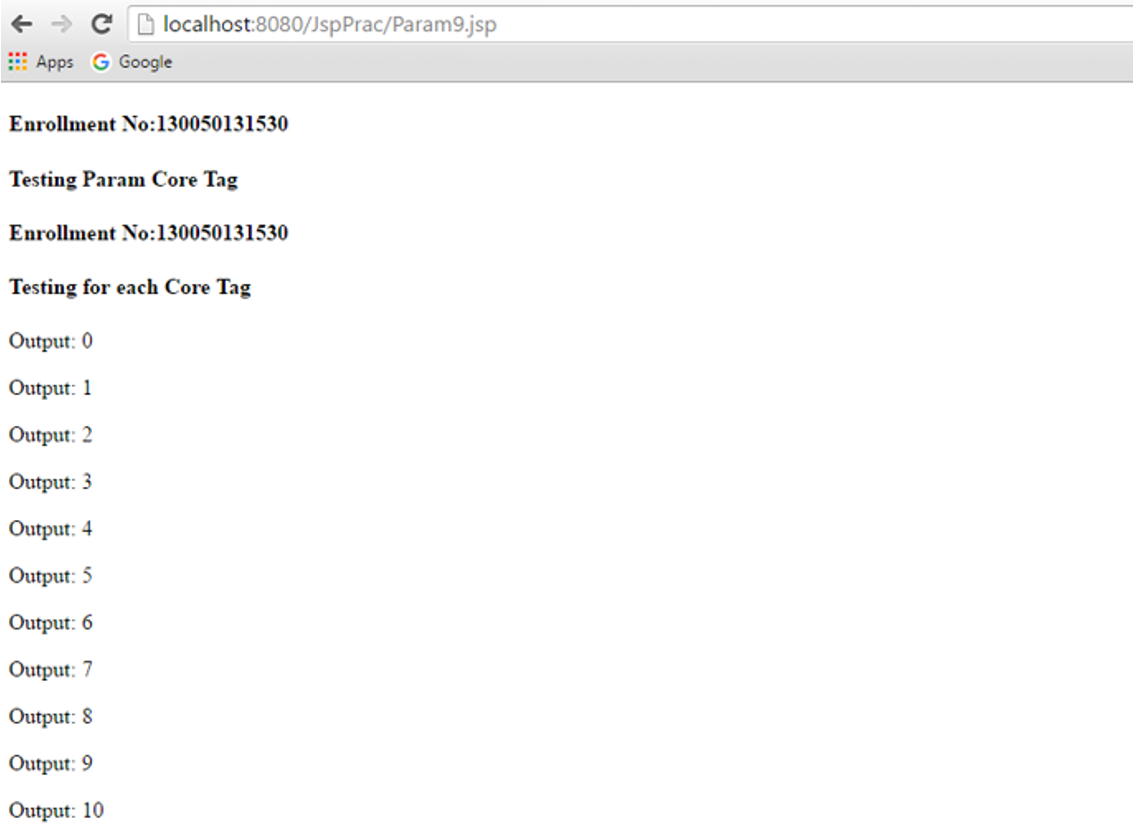 localhost:8080/JspPrac/Param9.jsp
Apps Google
Enrollment No:130050131530
Testing Param Core Tag
Enrollment No:130050131530
Testing for each Core Tag
Output: 0
Output: 1
Output: 2
Output: 3
Output: 4
Output: 5
Output: 6
Output: 7
Output: 8
Output: 9
Output: 10